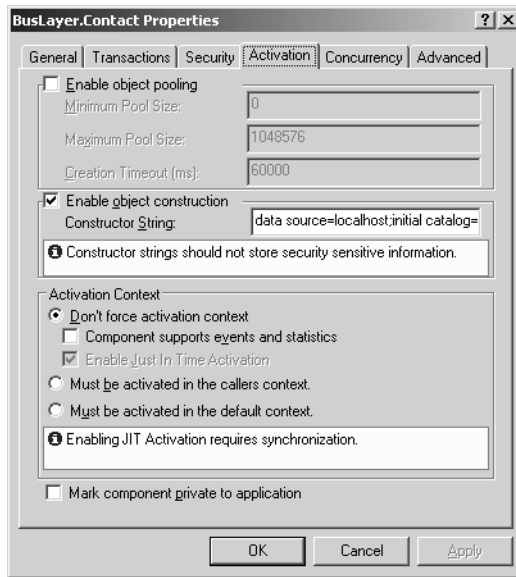 BusLayer.Contact Properties
General Transactions Security Activation Concurrency Advanced
Enable object pooling
Minimum Pool Size: 0
Maximum Pool Size: 1048576
Creation Timeout (ms): 60000
Enable object construction
Constructor String: data source=localhost;initial catalog=
Constructor strings should not store security sensitive information.
Activation Context
Don't force activation context
Component supports events and statistics
Enable Just In Time Activation
Must be activated in the callers context.
Must be activated in the default context.
Enabling JIT Activation requires synchronization.
Mark component private to application
OK Cancel Apply